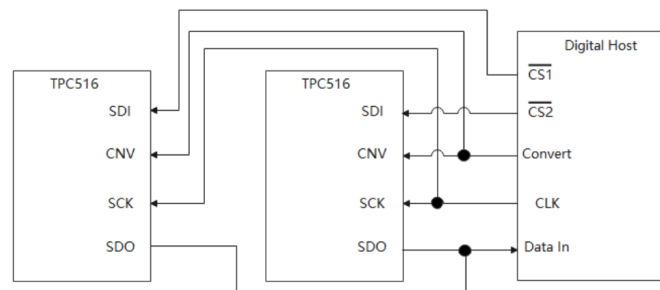 Digital Host
TPC516
TPC516
CS1
SDI
SDI
CS2
CNV
CNV
Convert
SCK
SCK
CLK
SDO
SDO
Data In